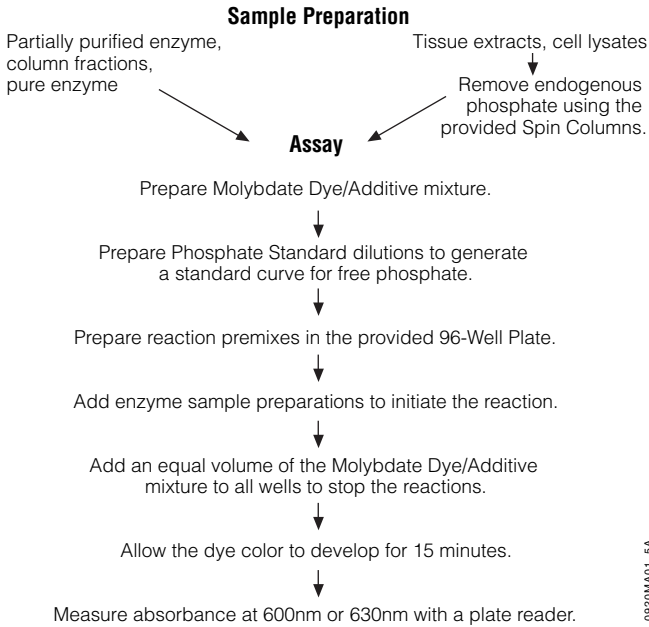 Sample Preparation
Partially purified enzyme,
column fractions,
pure enzyme
Tissue extracts, cell lysates
Remove endogenous
phosphate using the
provided Spin Columns.
Assay
Prepare Molybdate Dye/Additive mixture.
Prepare Phosphate Standard dilutions to generate
a standard curve for free phosphate.
Prepare reaction premixes in the provided 96-Well Plate.
Add enzyme sample preparations to initiate the reaction.
Add an equal volume of the Molybdate Dye/Additive
mixture to all wells to stop the reactions.
Allow the dye color to develop for 15 minutes.
Measure absorbance at 600nm or 630nm with a plate reader.
0920MA01_5A